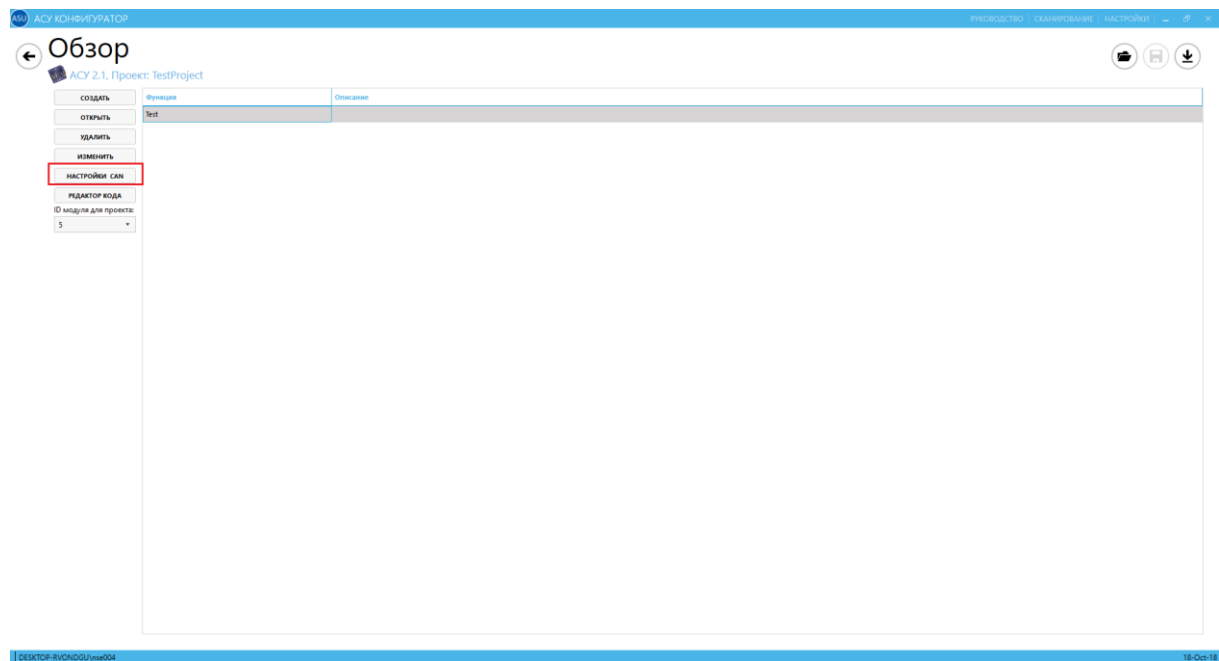 ASU АСУ КОНФИГУРАТОР
РУКОВОДСТВО | СКАНИРОВАНИЕ | НАСТРОЙКИ
Обзор
АСУ 2.1, Проект: TestProject
СОЗДАТЬ
ОТКРЫТЬ
УДАЛИТЬ
ИЗМЕНИТЬ
НАСТРОЙКИ CAN
РЕДАКТОР КОДА
ID модуля для проекта:
5
Функция Описание
Test
DESKTOP-RVONDGU\nse004
18-Oct-18